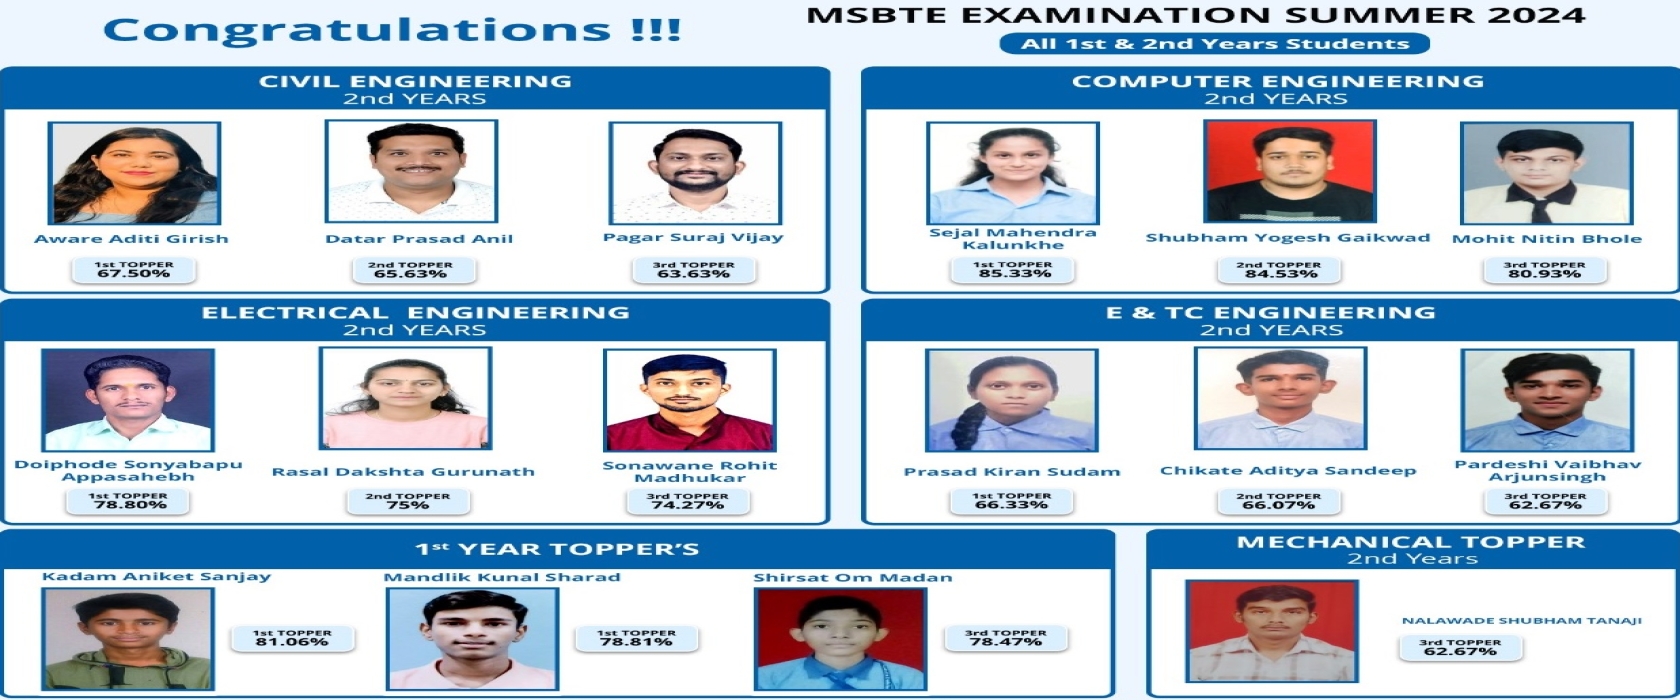 Congratulations !!!
MSBTE EXAMINATION SUMMER 2024
All 1st & 2nd Years Students
CIVIL ENGINEERING
2nd YEARS
Aware Aditi Girish
1st TOPPER
67.50%
Datar Prasad Anil
2nd TOPPER
65.63%
Pagar Suraj Vijay
3rd TOPPER
63.63%
COMPUTER ENGINEERING
2nd YEARS
Sejal Mahendra
Kalunkhe
1st TOPPER
85.33%
Shubham Yogesh Gaikwad
2nd TOPPER
84.53%
Mohit Nitin Bhole
3rd TOPPER
80.93%
ELECTRICAL ENGINEERING
2nd YEARS
Doiphode Sonyabapu
Appasahebh
1st TOPPER
78.80%
Rasal Dakshta Gurunath
2nd TOPPER
75%
Sonawane Rohit
Madhukar
3rd TOPPER
74.27%
E & TC ENGINEERING
2nd YEARS
Prasad Kiran Sudam
1st TOPPER
66.33%
Chikate Aditya Sandeep
2nd TOPPER
66.07%
Pardeshi Vaibhav
Arjunsingh
3rd TOPPER
62.67%
1st YEAR TOPPER'S
Kadam Aniket Sanjay
1st TOPPER
81.06%
Mandlik Kunal Sharad
1st TOPPER
78.81%
Shirsat Om Madan
3rd TOPPER
78.47%
MECHANICAL TOPPER
2nd Years
NALAWADE SHUBHAM TANAJI
3rd TOPPER
62.67%